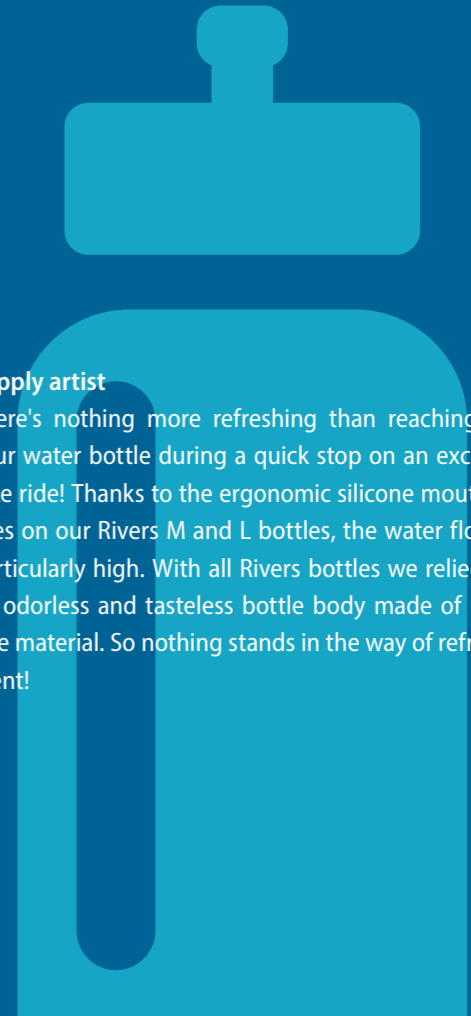 pply artist
ere's nothing more refreshing than reaching
ur water bottle during a quick stop on an exc
e ride! Thanks to the ergonomic silicone mout
es on our Rivers M and L bottles, the water flo
rticularly high. With all Rivers bottles we relie
odorless and tasteless bottle body made of
e material. So nothing stands in the way of refr
ent!